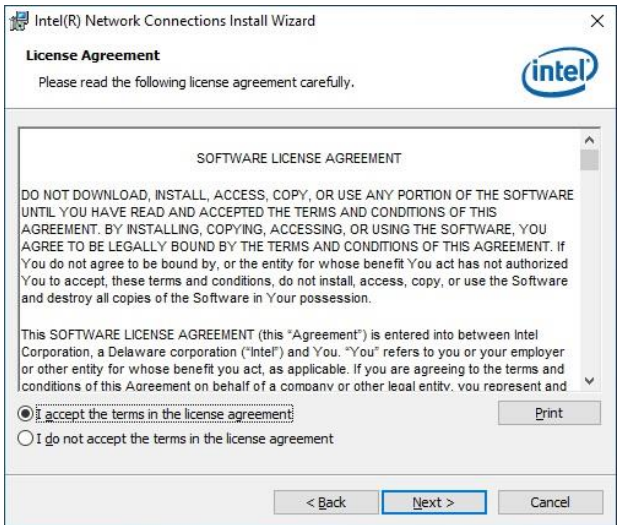 Intel(R) Network Connections Install Wizard
License Agreement
Please read the following license agreement carefully.
intel
SOFTWARE LICENSE AGREEMENT
DO NOT DOWNLOAD, INSTALL, ACCESS, COPY, OR USE ANY PORTION OF THE SOFTWARE
UNTIL YOU HAVE READ AND ACCEPTED THE TERMS AND CONDITIONS OF THIS
AGREEMENT. BY INSTALLING, COPYING, ACCESSING, OR USING THE SOFTWARE, YOU
AGREE TO BE LEGALLY BOUND BY THE TERMS AND CONDITIONS OF THIS AGREEMENT. If
You do not agree to be bound by, or the entity for whose benefit You act has not authorized
You to accept, these terms and conditions, do not install, access, copy, or use the Software
and destroy all copies of the Software in Your possession.
This SOFTWARE LICENSE AGREEMENT (this “Agreement”) is entered into between Intel
Corporation, a Delaware corporation (“Intel”) and You. “You” refers to you or your employer
or other entity for whose benefit you act, as applicable. If you are agreeing to the terms and
conditions of this Agreement on behalf of a company or other legal entity, you represent and
I accept the terms in the license agreement
Print
I do not accept the terms in the license agreement
< Back
Next >
Cancel